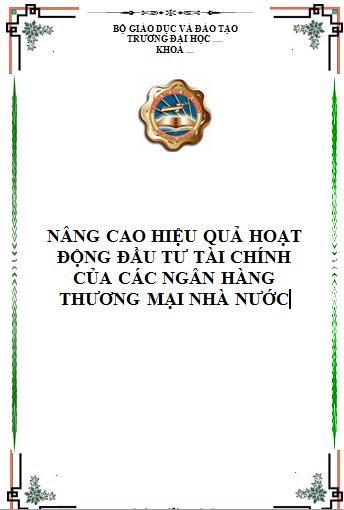 BỘ GIÁO DỤC VÀ ĐÀO TẠO
TRƯỜNG ĐẠI HỌC .....
KHOA ....
NÂNG CAO HIỆU QUẢ HOẠT
ĐỘNG ĐẦU TƯ TÀI CHÍNH
CỦA CÁC NGÂN HÀNG
THƯƠNG MẠI NHÀ NƯỚC